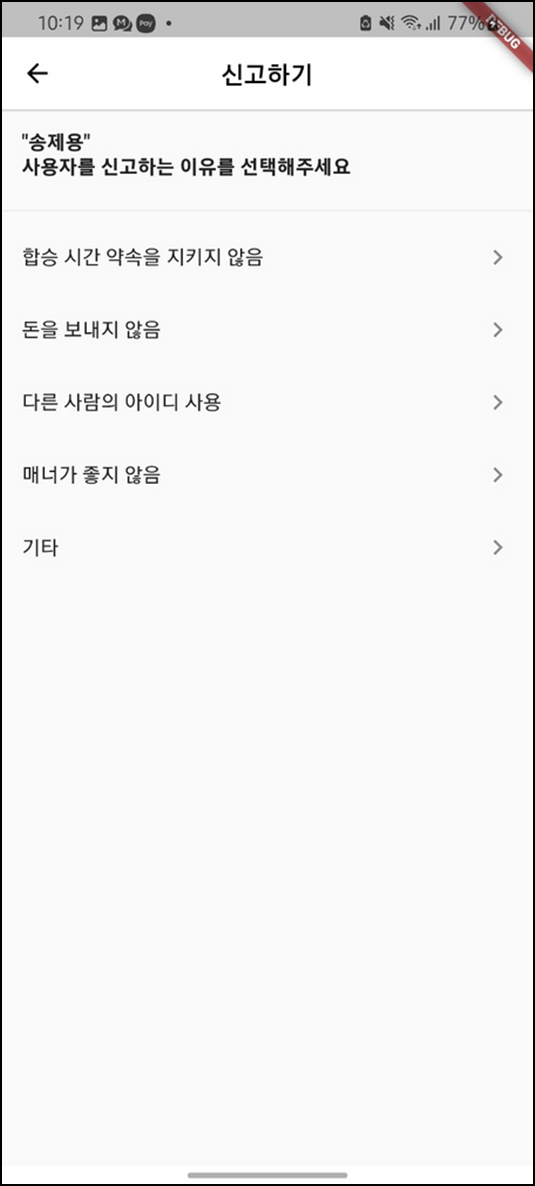 10:19 M Pay 77%
DEBUG
신고하기
"송제용"
사용자를 신고하는 이유를 선택해주세요
합승 시간 약속을 지키지 않음
돈을 보내지 않음
다른 사람의 아이디 사용
매너가 좋지 않음
기타